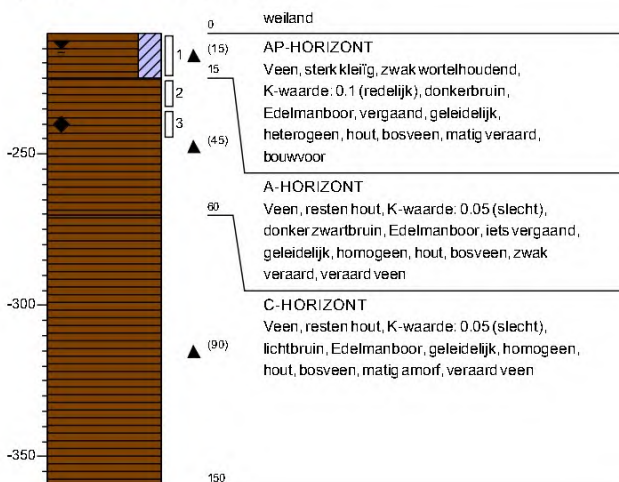 0
weiland
1
(15)
15
AP-HORIZONT
Veen, sterk kleiïg, zwak wortelhoudend,
K-waarde: 0.1 (redelijk), donkerbruin,
Edelmanboor, vergaand, geleidelijk,
heterogeen, hout, bosveen, matig veraard,
bouwvoor
2
3
(45)
-250
60
A-HORIZONT
Veen, resten hout, K-waarde: 0.05 (slecht),
donker zwartbruin, Edelmanboor, iets vergaand,
geleidelijk, homogeen, hout, bosveen, zwak
veraard, veraard veen
-300
(90)
C-HORIZONT
Veen, resten hout, K-waarde: 0.05 (slecht),
lichtbruin, Edelmanboor, geleidelijk, homogeen,
hout, bosveen, matig amorf, veraard veen
-350
150